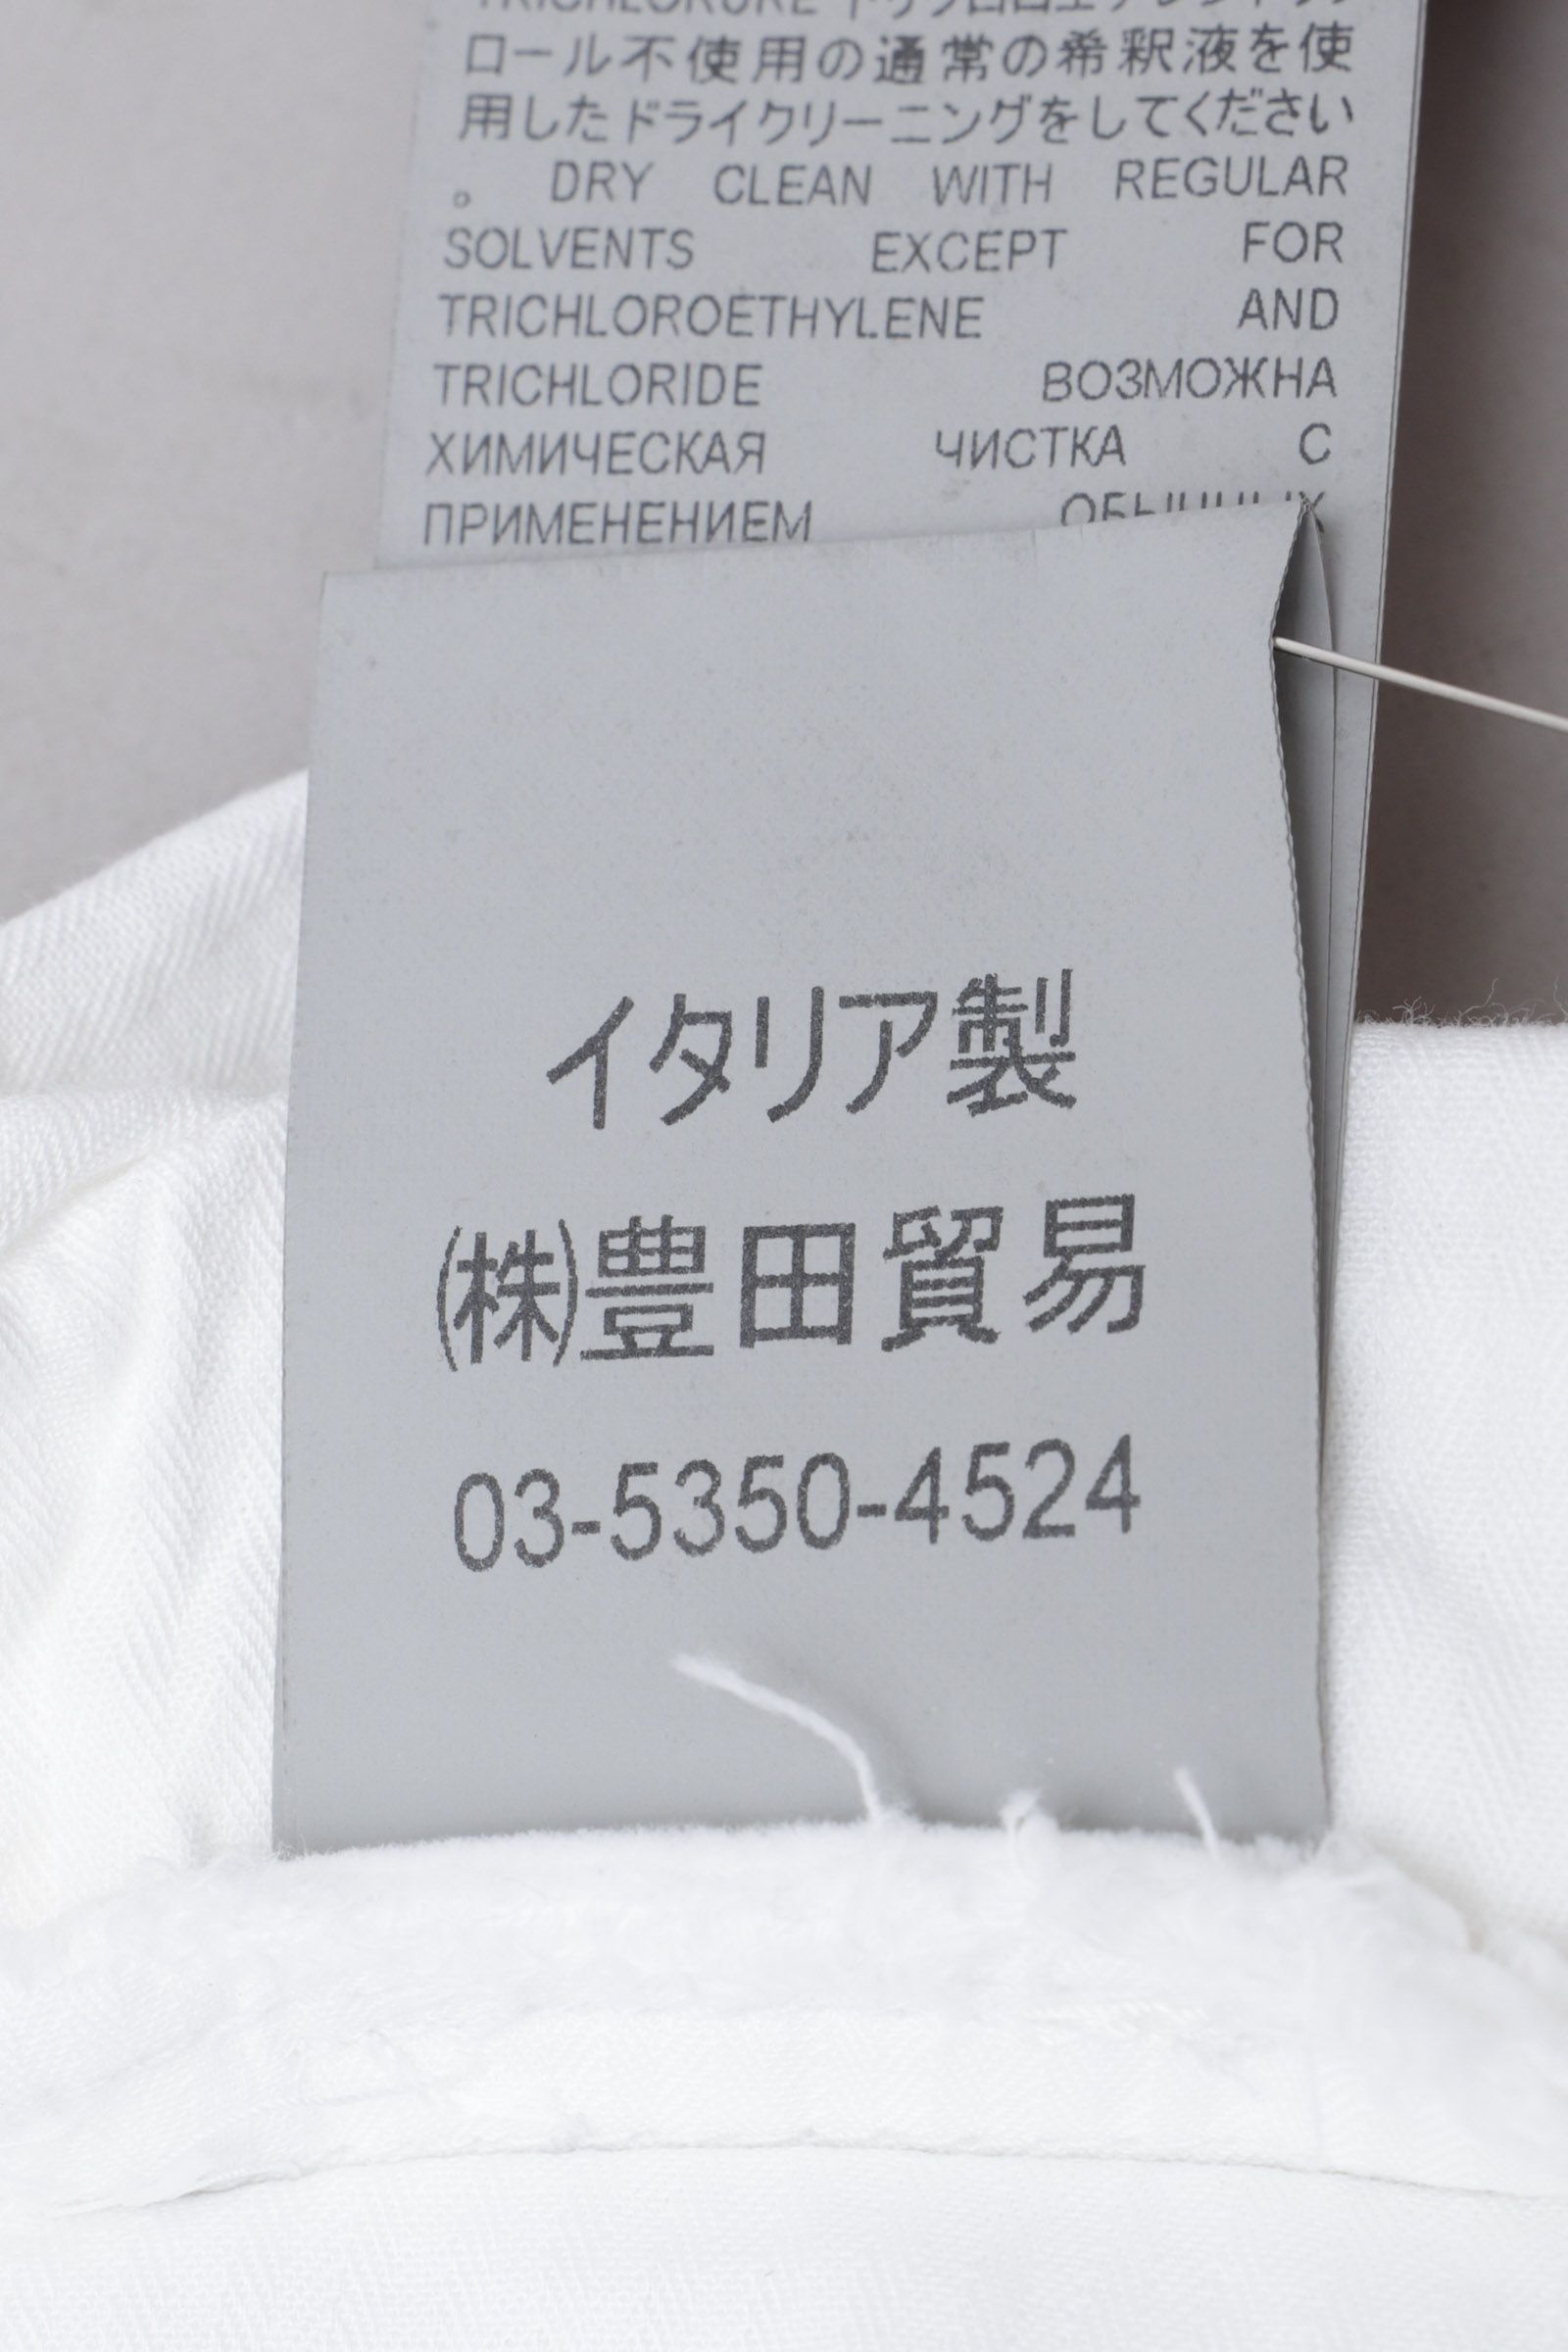 ロール不使用の通常の希釈液を使
用したドライクリーニングをしてください
。 DRY CLEAN WITH REGULAR
SOLVENTS EXCEPT FOR
TRICHLOROETHYLENE AND
TRICHLORIDE ВОЗМОЖНА
ХИМИЧЕСКАЯ ЧИСТКА С
ПРИМЕНЕНИЕМ
イタリア製
㈱豊田貿易
03-5350-4524